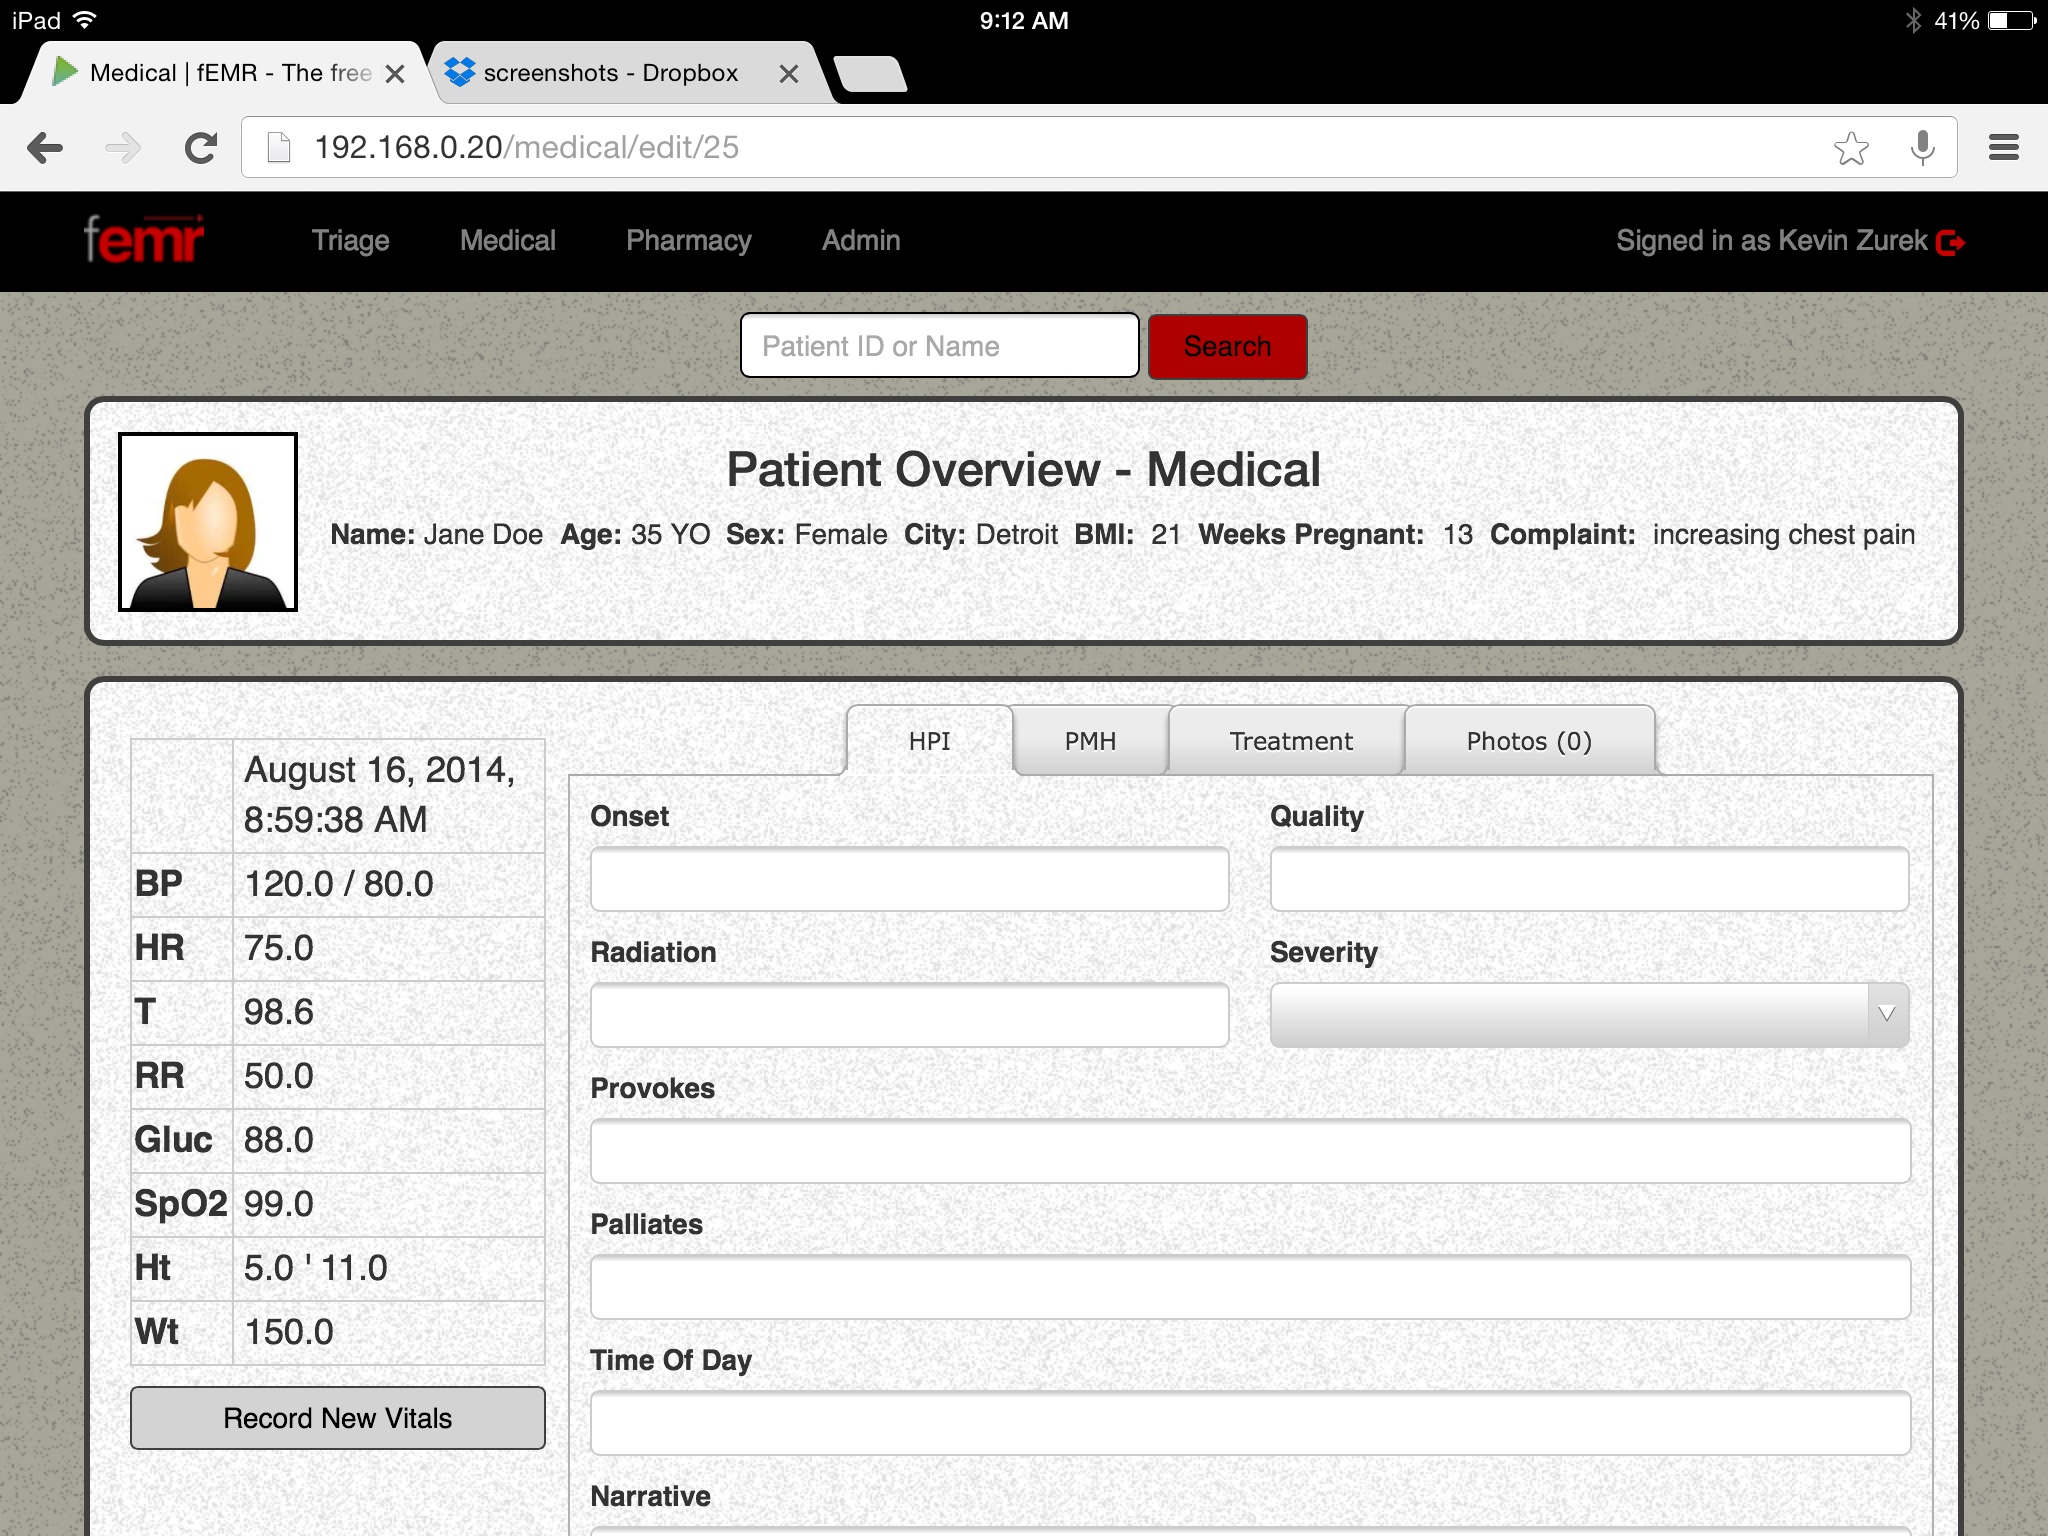 iPad 9:12 AM 41%
Medical | fEMR - The free screenshots - Dropbox
192.168.0.20/medical/edit/25
femr Triage Medical Pharmacy Admin Signed in as Kevin Zurek
Patient ID or Name Search
Patient Overview - Medical
Name: Jane Doe Age: 35 YO Sex: Female City: Detroit BMI: 21 Weeks Pregnant: 13 Complaint: increasing chest pain
HPI PMH Treatment Photos (0)
August 16, 2014,
8:59:38 AM
BP 120.0 / 80.0
HR 75.0
T 98.6
RR 50.0
Gluc 88.0
SpO2 99.0
Ht 5.0 ' 11.0
Wt 150.0
Record New Vitals
Onset Quality
Radiation Severity
Provokes
Palliates
Time Of Day
Narrative